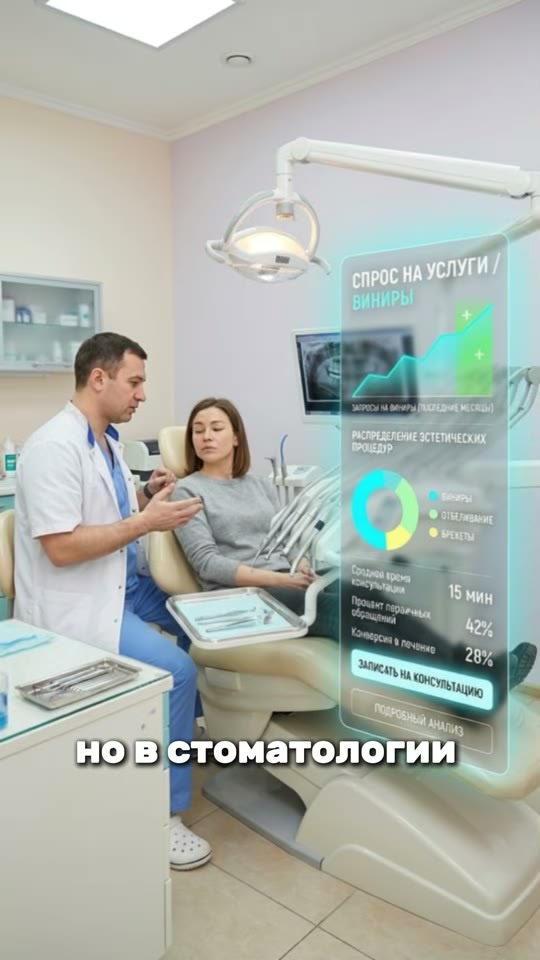 СПРОС НА УСЛУГИ /
ВИНИРЫ
ЗАПРОСЫ НА ВИНИРЫ (ПОСЛЕДНИЕ МЕСЯЦЫ)
РАСПРЕДЕЛЕНИЕ ЭСТЕТИЧЕСКИХ
ПРОЦЕДУР
ВИНИРЫ
ОТБЕЛИВАНИЕ
БРЕКЕТЫ
Среднее время
консультации
15 мин
Процент первичных
обращений
42%
Конверсия в лечение
28%
ЗАПИСАТЬ НА КОНСУЛЬТАЦИЮ
ПОДРОБНЫЙ АНАЛИЗ
но в стоматологии